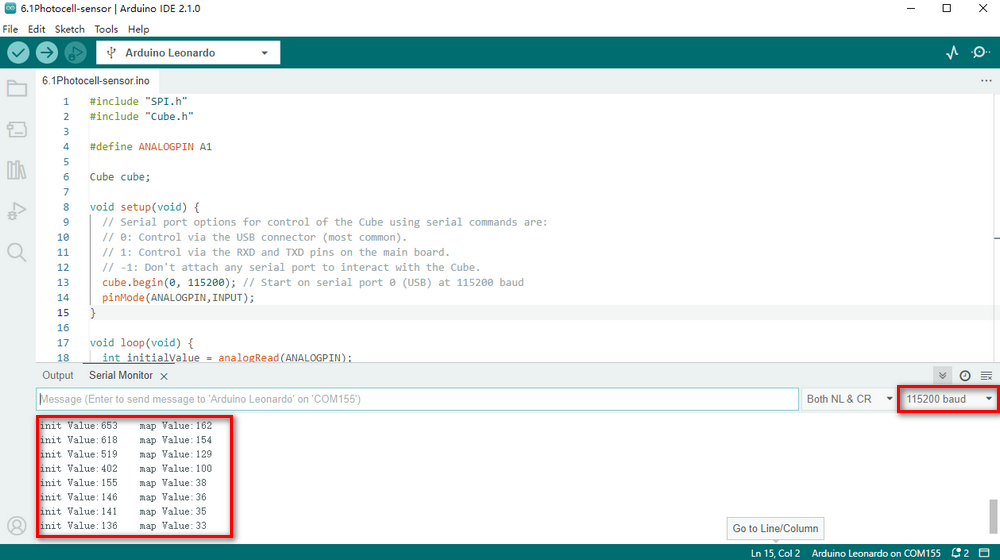 6.1Photocell-sensor | Arduino IDE 2.1.0
File Edit Sketch Tools Help
Arduino Leonardo
6.1Photocell-sensor.ino
1 #include "SPI.h"
2 #include "Cube.h"
3
4 #define ANALOGPIN A1
5
6 Cube cube;
7
8 void setup(void) {
9 // Serial port options for control of the Cube using serial commands are:
10 // 0: Control via the USB connector (most common).
11 // 1: Control via the RXD and TXD pins on the main board.
12 // -1: Don't attach any serial port to interact with the Cube.
13 cube.begin(0, 115200); // Start on serial port 0 (USB) at 115200 baud
14 pinMode(ANALOGPIN,INPUT);
15 }
16
17 void loop(void) {
18 int initialValue = analogRead(ANALOGPIN);
Output Serial Monitor
Message (Enter to send message to 'Arduino Leonardo' on 'COM155') Both NL & CR 115200 baud
init Value:653 map Value:162
init Value:618 map Value:154
init Value:519 map Value:129
init Value:402 map Value:100
init Value:155 map Value:38
init Value:146 map Value:36
init Value:141 map Value:35
init Value:136 map Value:33
Go to Line/Column
Ln 15, Col 2 Arduino Leonardo on COM155 2